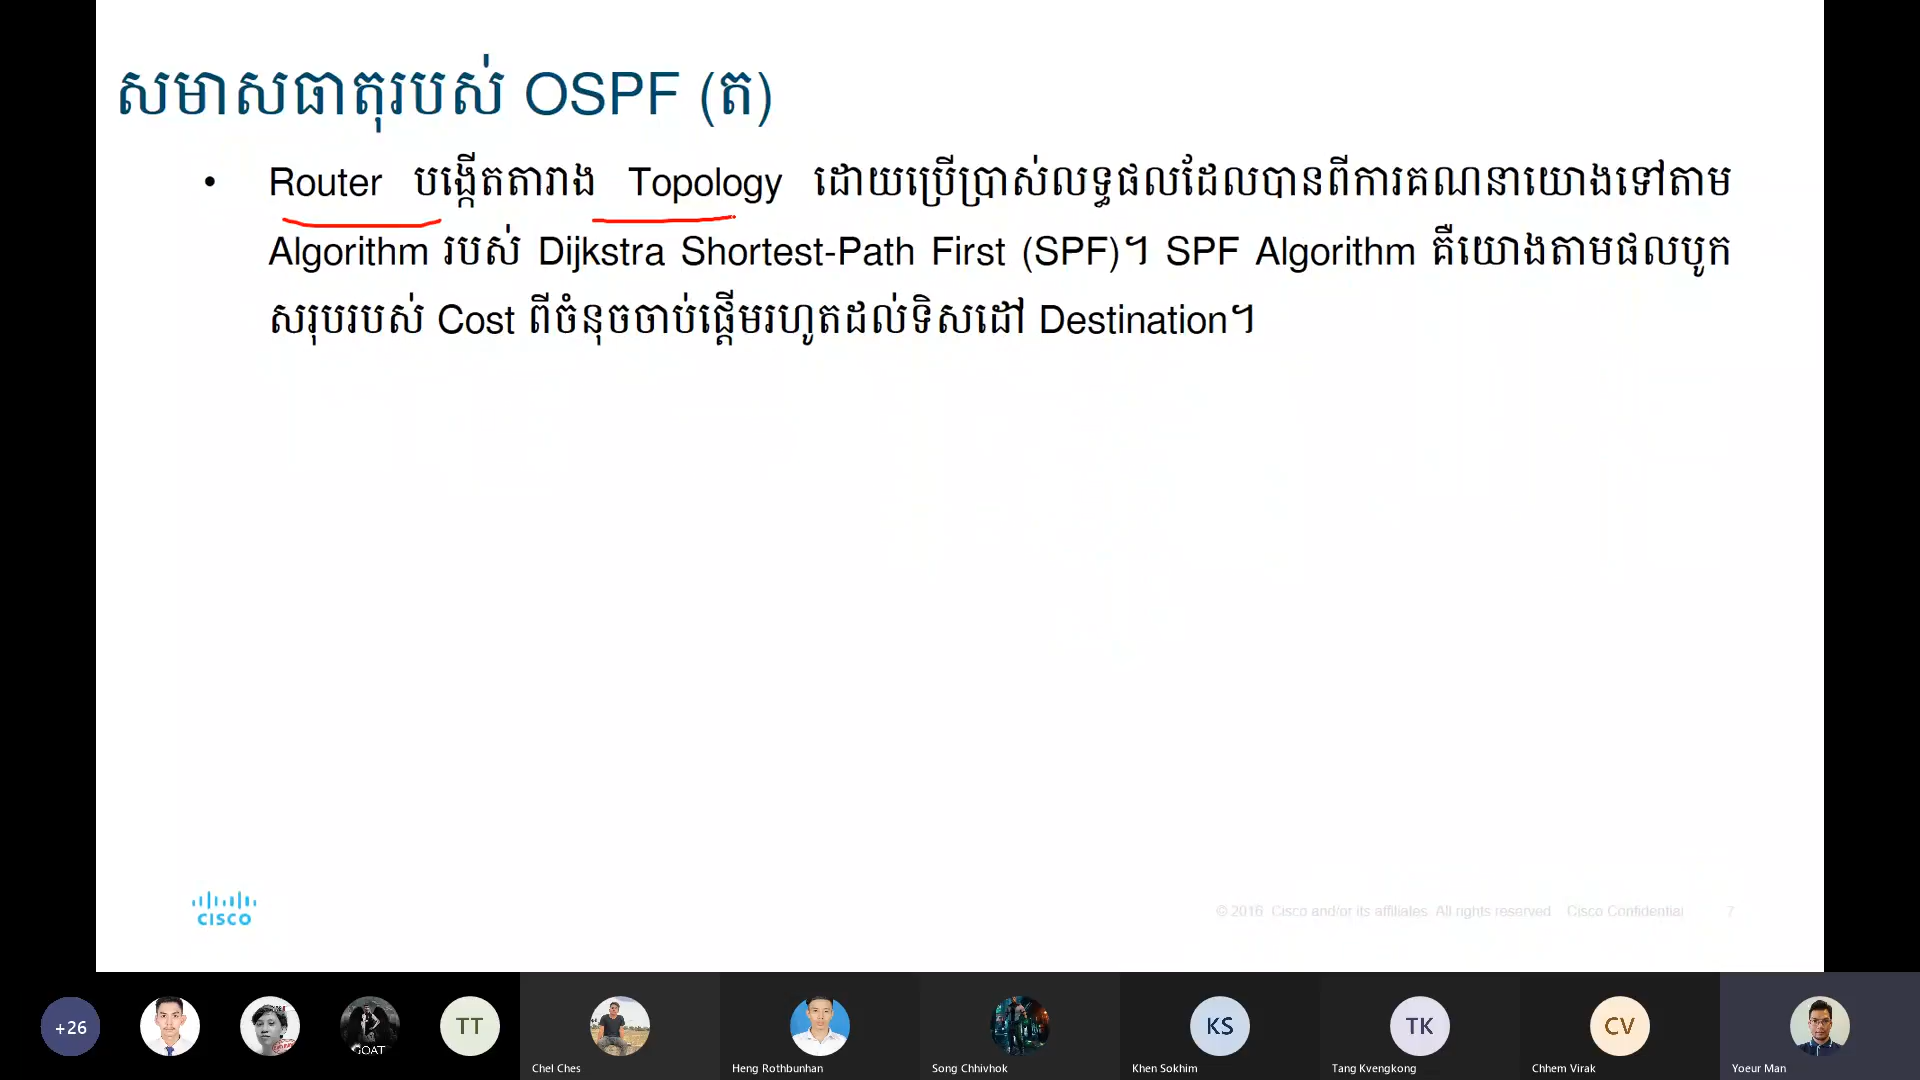 សមាសធាតុរបស់ OSPF (ត)
• Router បង្កើតតារាង Topology ដោយប្រើប្រាស់លទ្ធផលដែលបានពីការគណនាយោងទៅតាម
Algorithm របស់ Dijkstra Shortest-Path First (SPF)។ SPF Algorithm គឺយោងតាមផលបូក
សរុបរបស់ Cost ពីចំនុចចាប់ផ្តើមរហូតដល់ទិសដៅ Destination។
CISCO
© 2016 Cisco and/or its affiliates. All rights reserved. Cisco Confidential 7
+26
GOAT
TT
KS
TK
CV
Chel Ches
Heng Rothbunhan
Song Chhivhok
Khen Sokhim
Tang Kvengkong
Chhem Virak
Yoeur Man